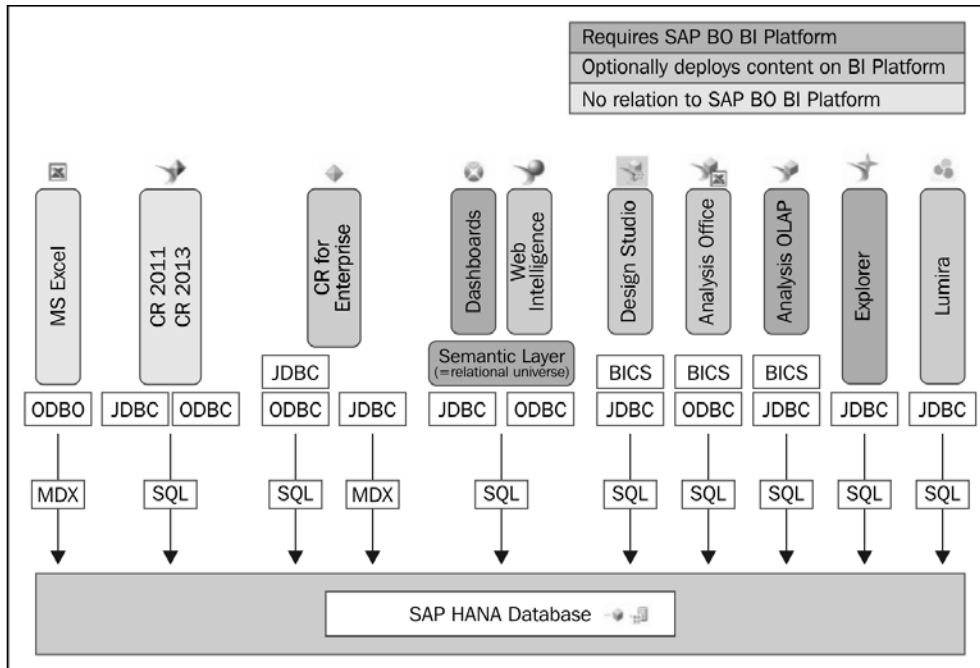 Requires SAP BO BI Platform
Optionally deploys content on BI Platform
No relation to SAP BO BI Platform
MS Excel
CR 2011
CR 2013
CR for
Enterprise
Dashboards
Web
Intelligence
Design Studio
Analysis Office
Analysis OLAP
Explorer
Lumira
Semantic Layer
(=relational universe)
JDBC
BICS
BICS
BICS
ODBO
JDBC
ODBC
ODBC
JDBC
JDBC
ODBC
JDBC
ODBC
JDBC
JDBC
JDBC
MDX
SQL
SQL
MDX
SQL
SQL
SQL
SQL
SQL
SQL
SAP HANA Database